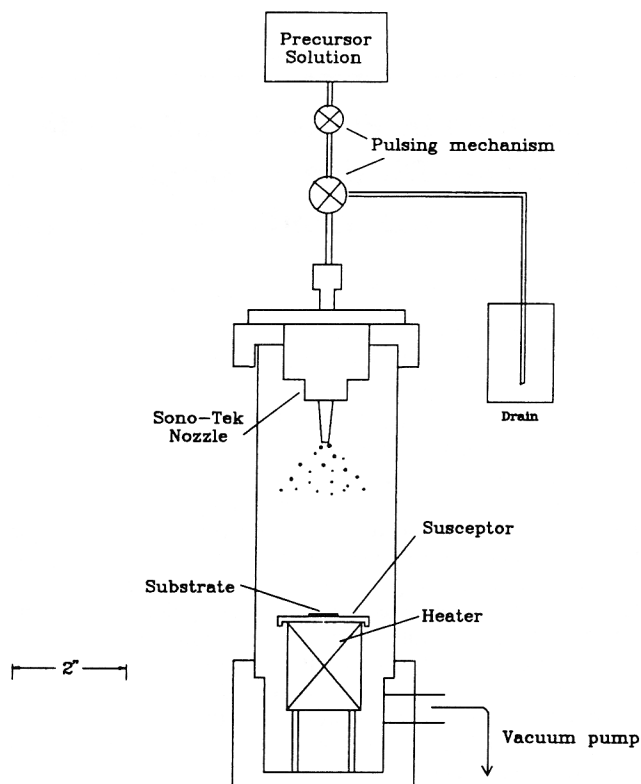 Precursor
Solution
Pulsing mechanism
Sono-Tek
Nozzle
Drain
Susceptor
Substrate
Heater
2"
Vacuum pump